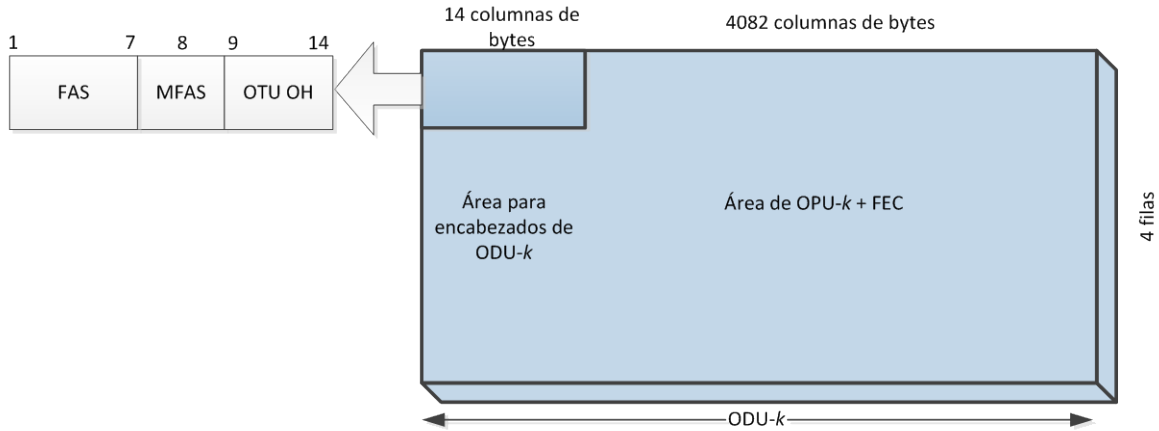 14 columnas de
bytes
4082 columnas de bytes
1 7 8 9 14
FAS MFAS OTU OH
Área para
encabezados de
ODU-k
Área de OPU-k + FEC
4 filas
ODU-k